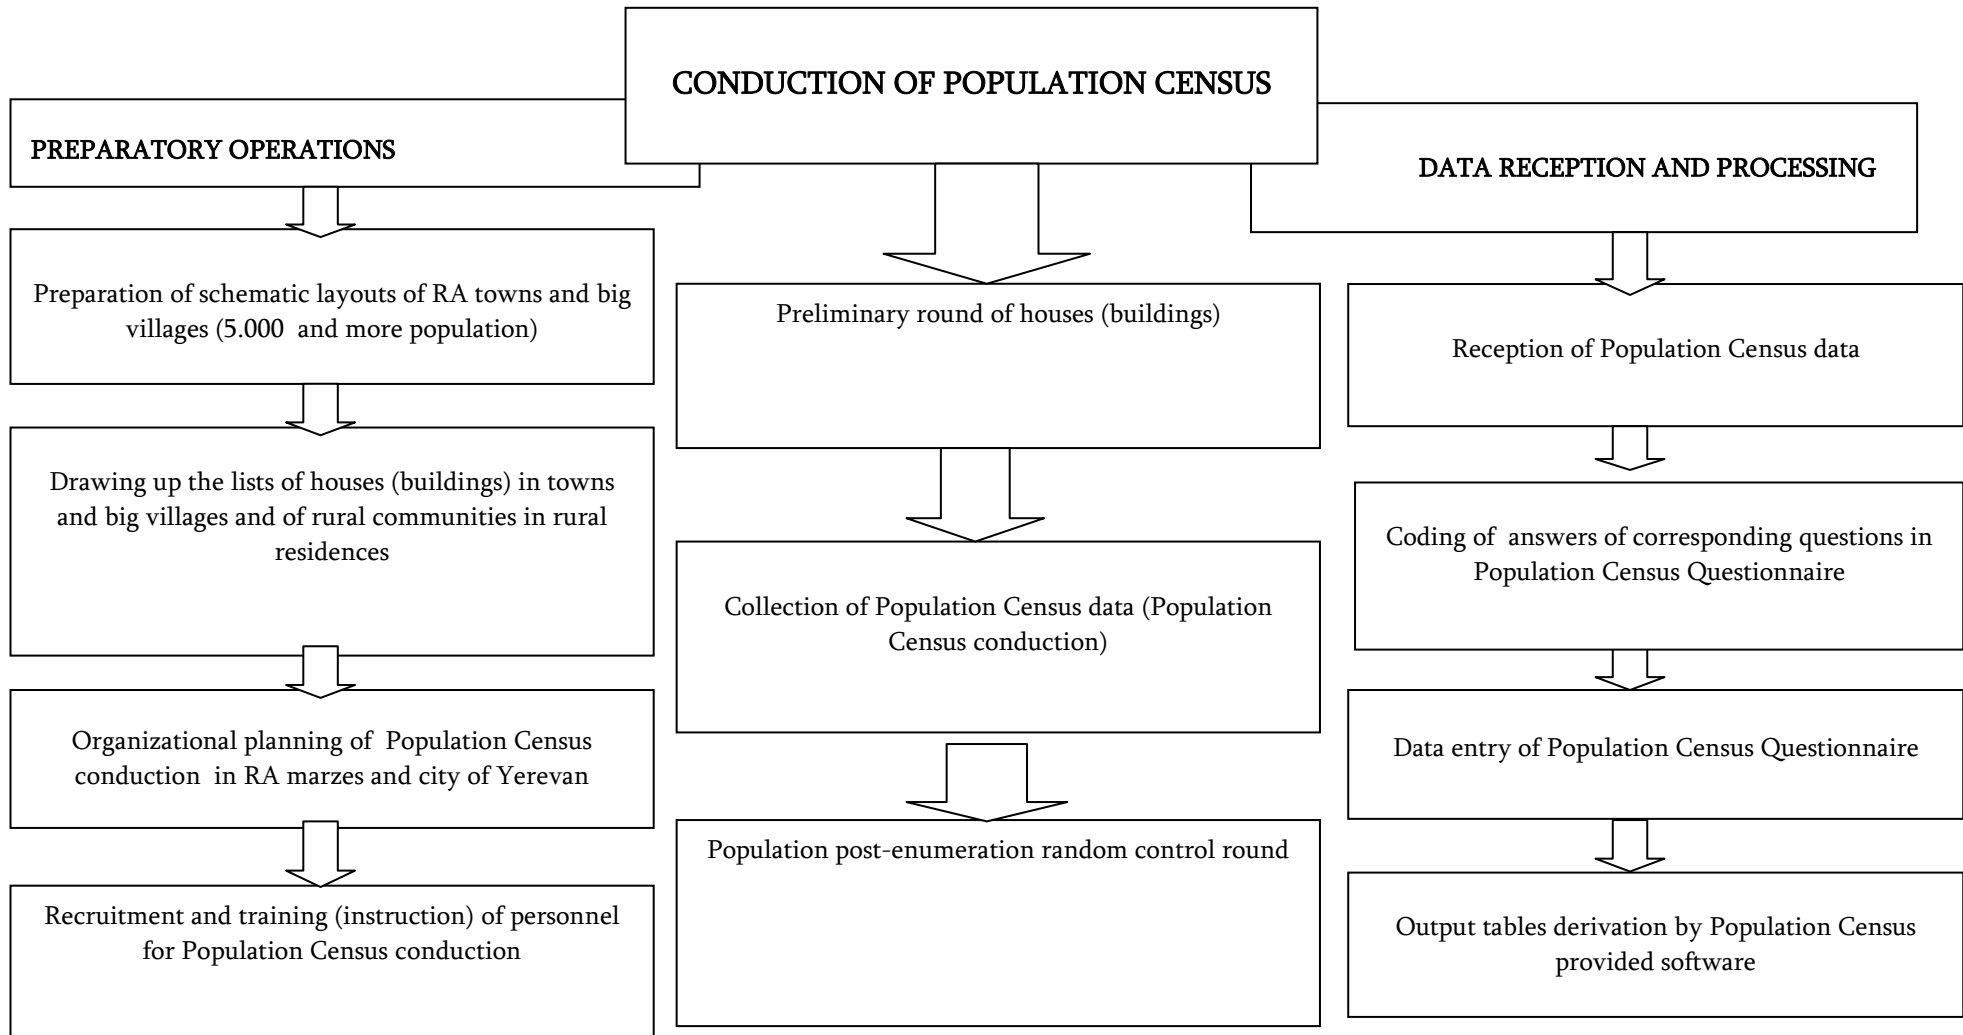 CONDUCTION OF POPULATION CENSUS
PREPARATORY OPERATIONS
Preparation of schematic layouts of RA towns and big
villages (5.000 and more population)
Drawing up the lists of houses (buildings) in towns
and big villages and of rural communities in rural
residences
Organizational planning of Population Census
conduction in RA marzes and city of Yerevan
Recruitment and training (instruction) of personnel
for Population Census conduction
Preliminary round of houses (buildings)
Collection of Population Census data (Population
Census conduction)
Population post-enumeration random control round
DATA RECEPTION AND PROCESSING
Reception of Population Census data
Coding of answers of corresponding questions in
Population Census Questionnaire
Data entry of Population Census Questionnaire
Output tables derivation by Population Census
provided software